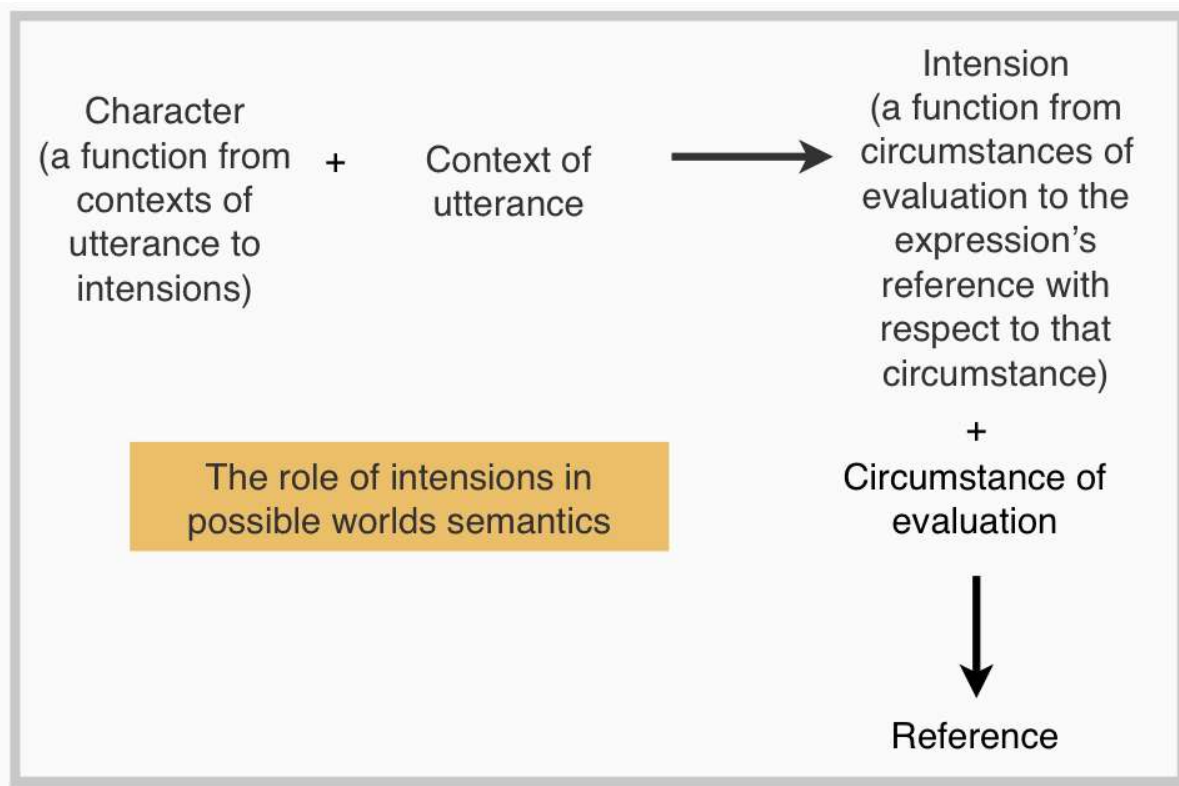 Character
(a function from
contexts of
utterance to
intensions)
+
Context of
utterance
Intension
(a function from
circumstances of
evaluation to the
expression’s
reference with
respect to that
circumstance)
+
Circumstance of
evaluation
Reference
The role of intensions in
possible worlds semantics